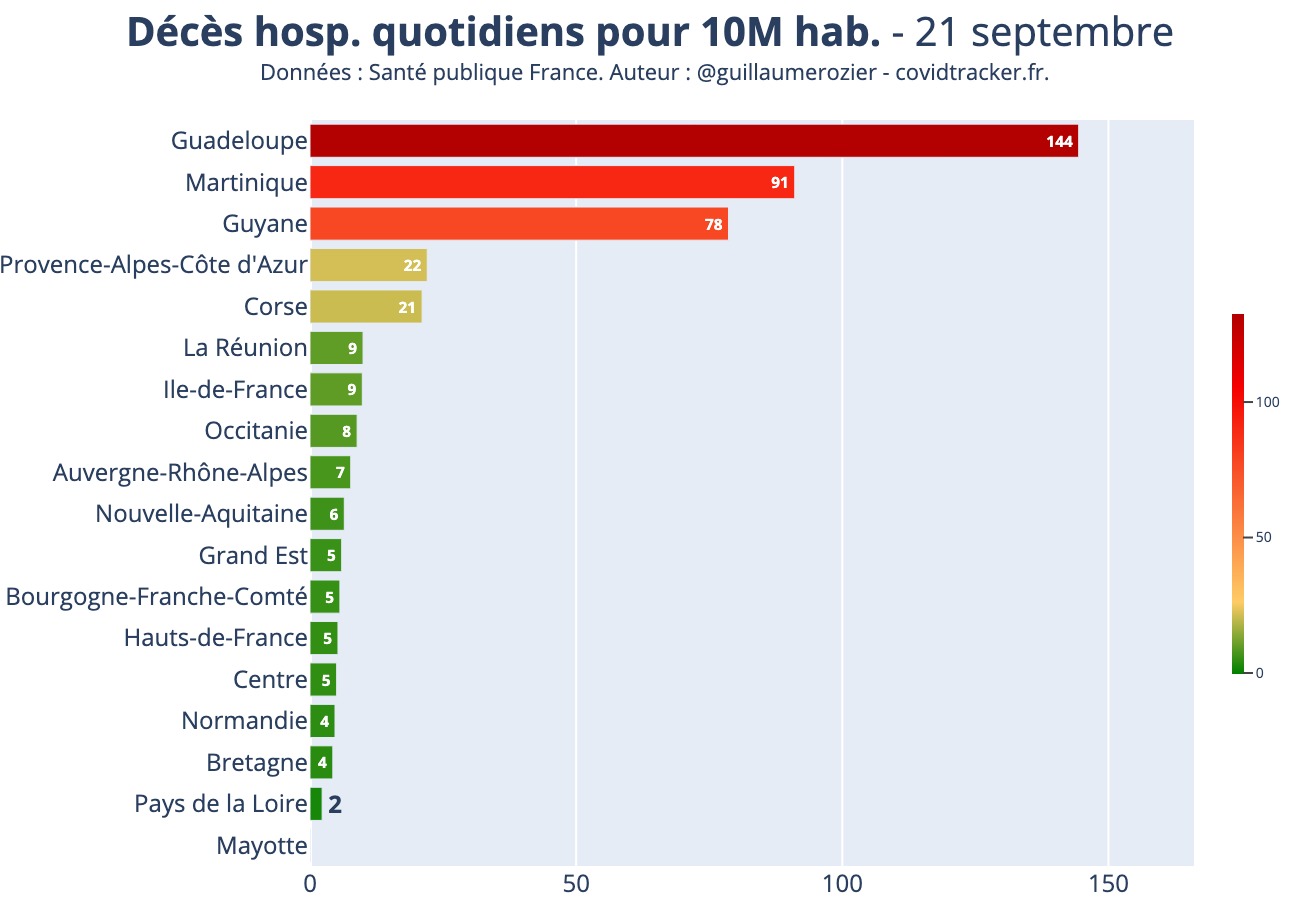 Décès hosp. quotidiens pour 10M hab. - 21 septembre
Données : Santé publique France. Auteur : @guillaumerozier - covidtracker.fr.
Guadeloupe 144
Martinique 91
Guyane 78
Provence-Alpes-Côte d'Azur 22
Corse 21
La Réunion 9
Ile-de-France 9
Occitanie 8
Auvergne-Rhône-Alpes 7
Nouvelle-Aquitaine 6
Grand Est 5
Bourgogne-Franche-Comté 5
Hauts-de-France 5
Centre 5
Normandie 4
Bretagne 4
Pays de la Loire 2
Mayotte
0 50 100 150
100
50
0